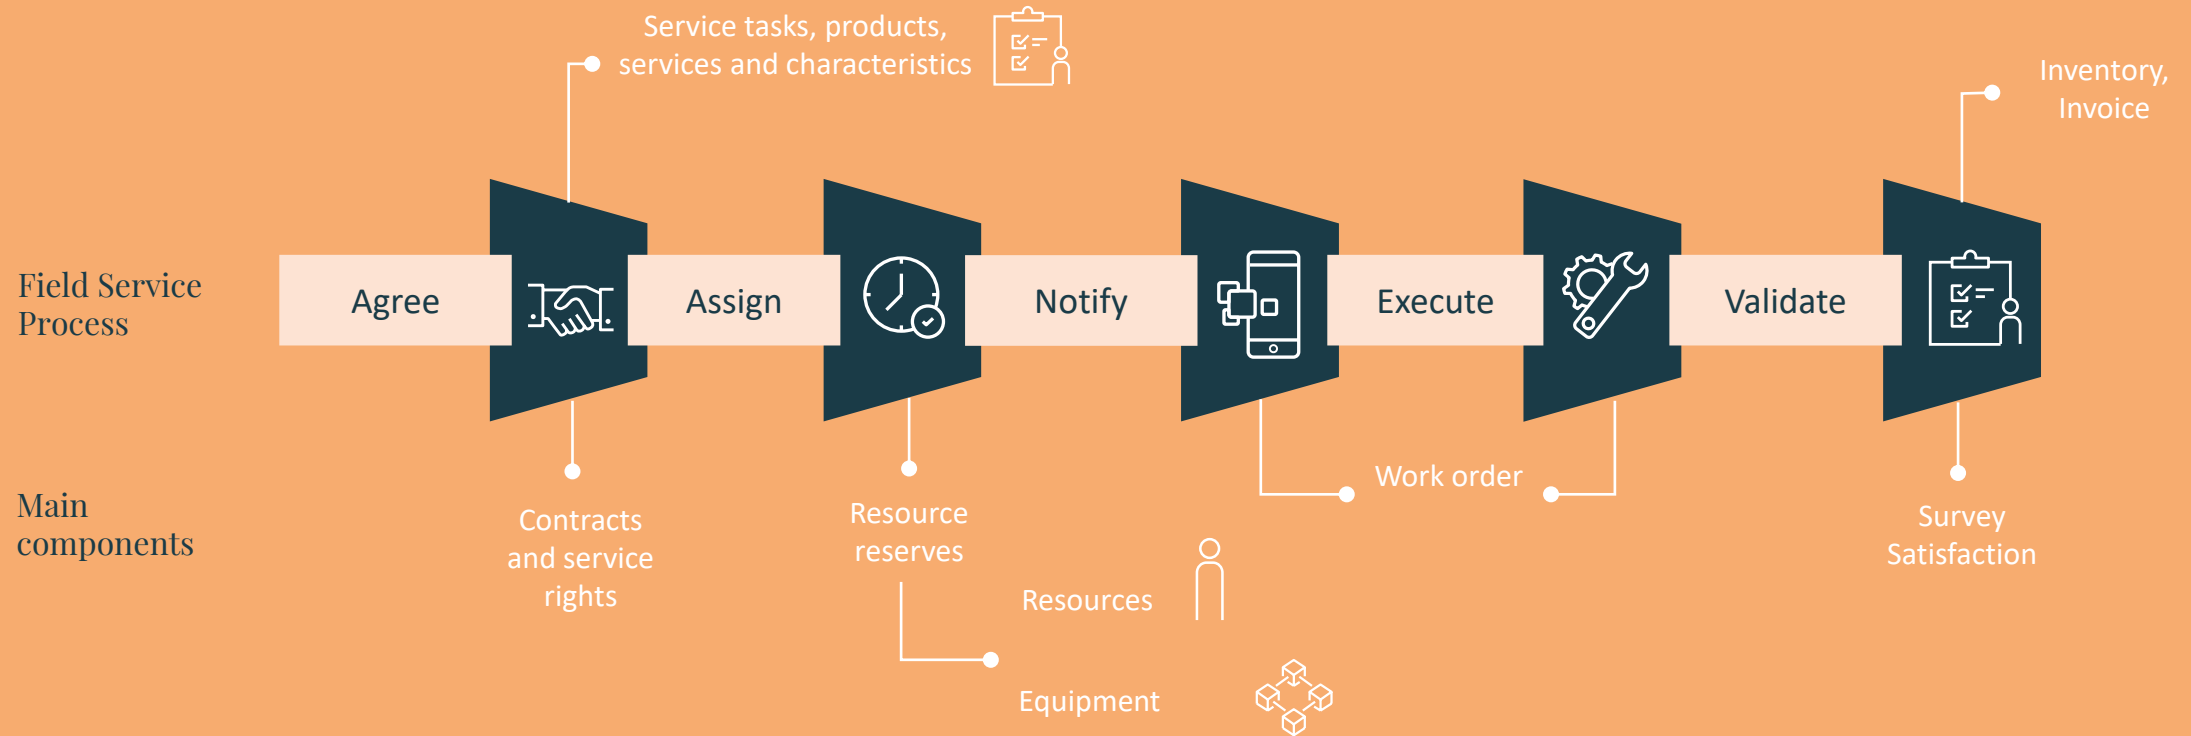 Service tasks, products,
services and characteristics
Inventory,
Invoice
Field Service
Process
Agree
Assign
Notify
Execute
Validate
Main
components
Contracts
and service
rights
Resource
reserves
Resources
Equipment
Work order
Survey
Satisfaction